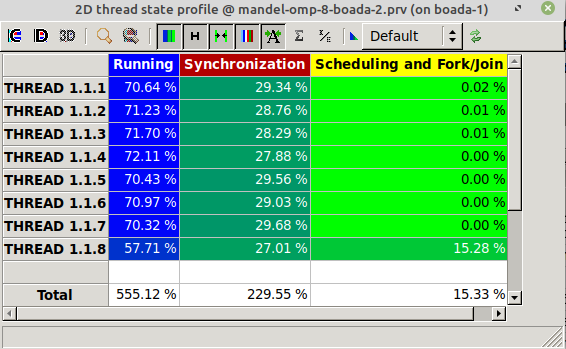 2D thread state profile @ mandel-omp-8-boada-2.prv (on boada-1)
C D 3D H A Σ ½ Default
Running Synchronization Scheduling and Fork/Join
THREAD 1.1.1 70.64 % 29.34 % 0.02 %
THREAD 1.1.2 71.23 % 28.76 % 0.01 %
THREAD 1.1.3 71.70 % 28.29 % 0.01 %
THREAD 1.1.4 72.11 % 27.88 % 0.00 %
THREAD 1.1.5 70.43 % 29.56 % 0.00 %
THREAD 1.1.6 70.97 % 29.03 % 0.00 %
THREAD 1.1.7 70.32 % 29.68 % 0.00 %
THREAD 1.1.8 57.71 % 27.01 % 15.28 %
Total 555.12 % 229.55 % 15.33 %